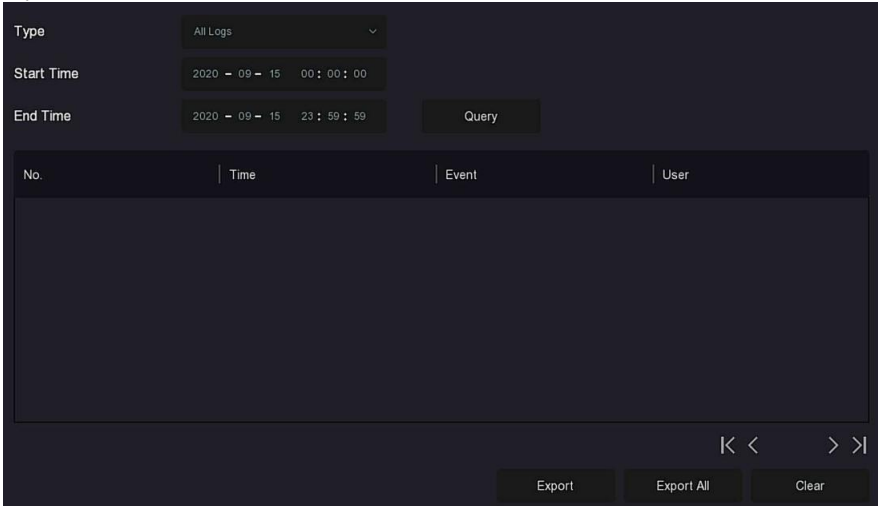 Type All Logs
Start Time 2020 - 09 - 15 00 : 00 : 00
End Time 2020 - 09 - 15 23 : 59 : 59 Query
No. Time Event User
Export Export All Clear